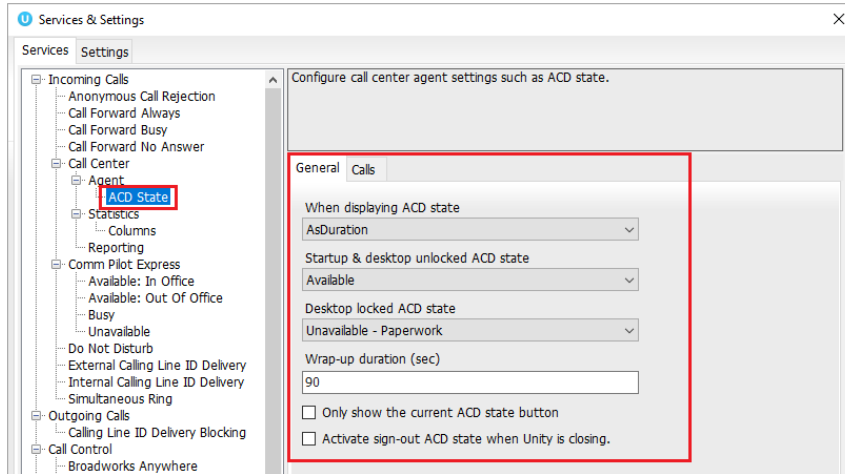 U Services & Settings
Services Settings
Incoming Calls
Anonymous Call Rejection
Call Forward Always
Call Forward Busy
Call Forward No Answer
Call Center
Agent
ACD State
Statistics
Columns
Reporting
Comm Pilot Express
Available: In Office
Available: Out Of Office
Busy
Unavailable
Do Not Disturb
External Calling Line ID Delivery
Internal Calling Line ID Delivery
Simultaneous Ring
Outgoing Calls
Calling Line ID Delivery Blocking
Call Control
Broadworks Anywhere
Configure call center agent settings such as ACD state.
General Calls
When displaying ACD state
AsDuration
Startup & desktop unlocked ACD state
Available
Desktop locked ACD state
Unavailable - Paperwork
Wrap-up duration (sec)
90
Only show the current ACD state button
Activate sign-out ACD state when Unity is closing.